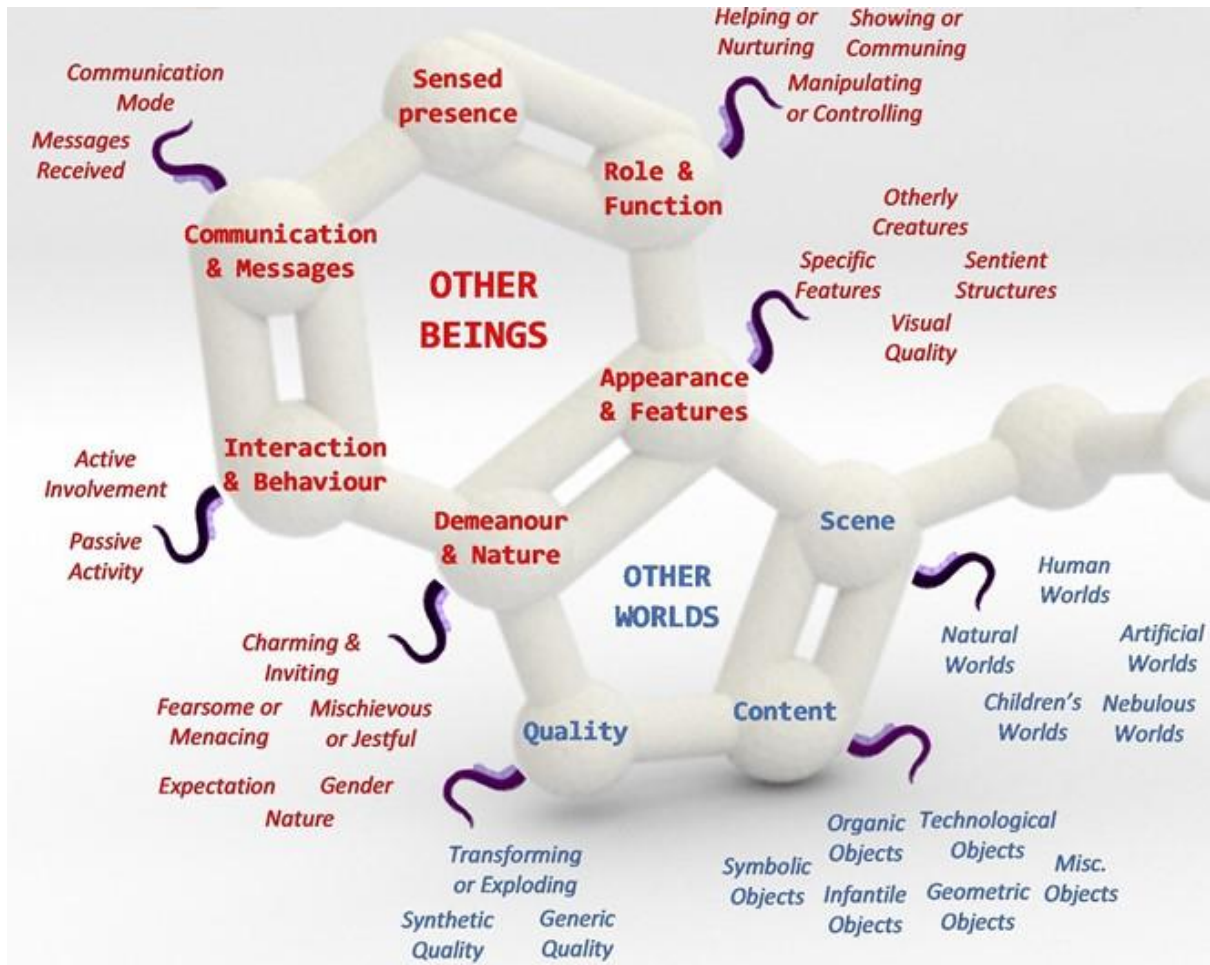 Helping or
Nurturing
Showing or
Communing
Manipulating
or Controlling
Communication
Mode
Messages
Received
Sensed
presence
Role &
Function
Communication
& Messages
OTHER
BEINGS
Otherly
Creatures
Specific
Features
Sentient
Structures
Visual
Quality
Appearance
& Features
Interaction
& Behaviour
Active
Involvement
Passive
Activity
Demeanour
& Nature
Scene
OTHER
WORLDS
Human
Worlds
Natural
Worlds
Artificial
Worlds
Children's
Worlds
Nebulous
Worlds
Charming &
Inviting
Fearsome or
Menacing
Mischievous
or Jestful
Expectation
Gender
Nature
Quality
Content
Transforming
or Exploding
Synthetic
Quality
Generic
Quality
Organic
Objects
Technological
Objects
Symbolic
Objects
Infantile
Objects
Geometric
Objects
Misc.
Objects